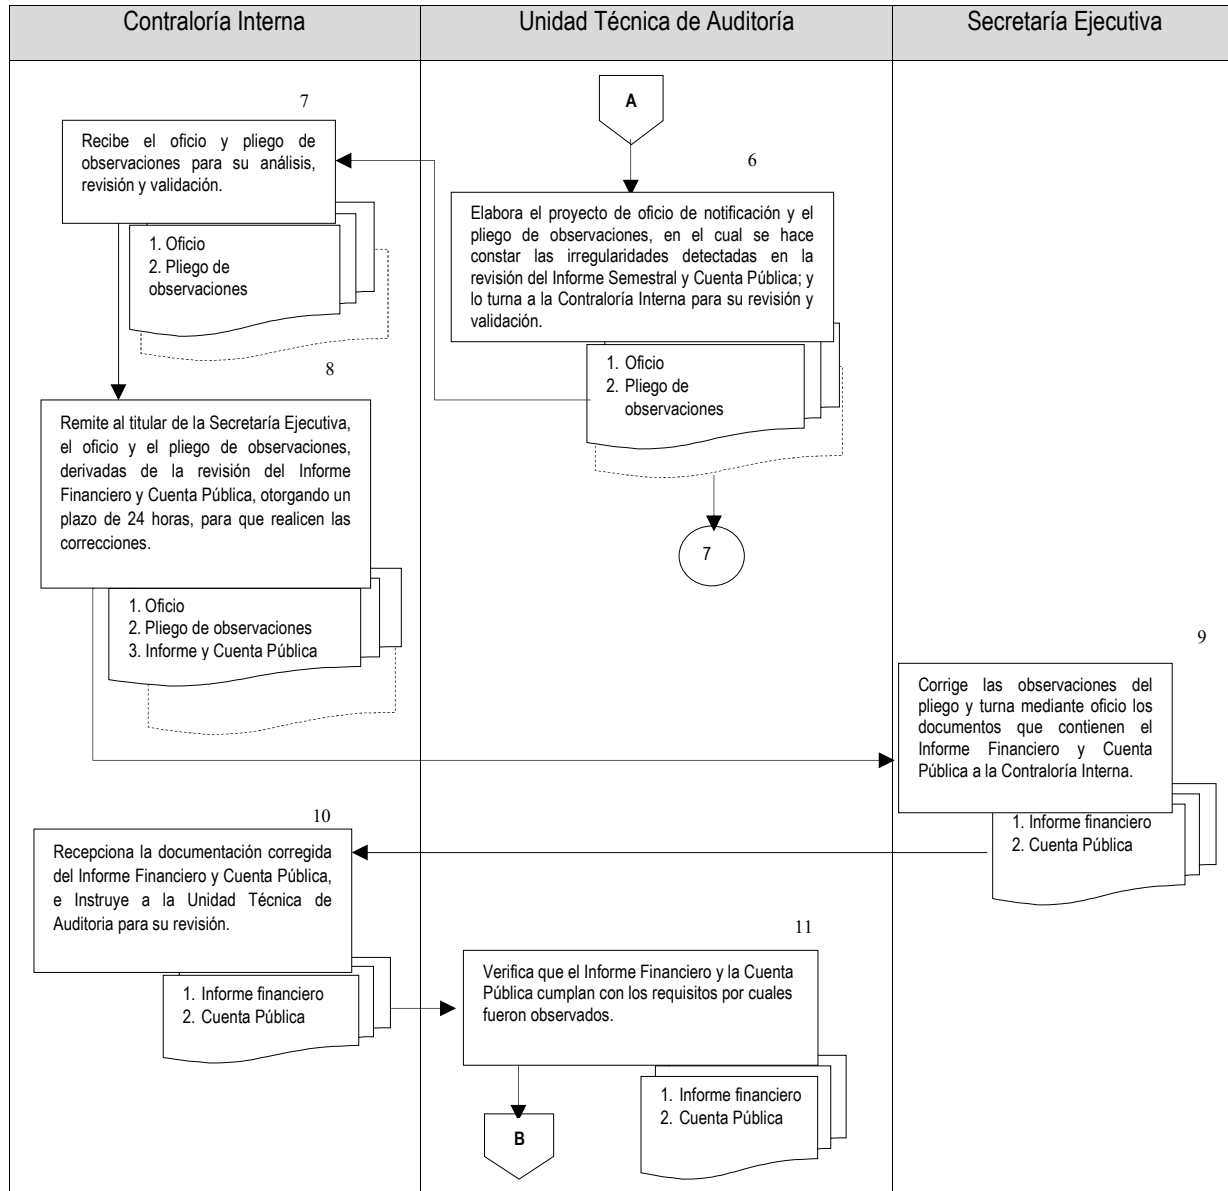 Contraloría Interna
Unidad Técnica de Auditoría
Secretaría Ejecutiva
A
6
Elabora el proyecto de oficio de notificación y el
pliego de observaciones, en el cual se hace
constar las irregularidades detectadas en la
revisión del Informe Semestral y Cuenta Pública; y
lo turna a la Contraloría Interna para su revisión y
validación.
1. Oficio
2. Pliego de
observaciones
7
7
Recibe el oficio y pliego de
observaciones para su análisis,
revisión y validación.
1. Oficio
2. Pliego de
observaciones
8
Remite al titular de la Secretaría Ejecutiva,
el oficio y el pliego de observaciones,
derivadas de la revisión del Informe
Financiero y Cuenta Pública, otorgando un
plazo de 24 horas, para que realicen las
correcciones.
1. Oficio
2. Pliego de observaciones
3. Informe y Cuenta Pública
9
Corrige las observaciones del
pliego y turna mediante oficio los
documentos que contienen el
Informe Financiero y Cuenta
Pública a la Contraloría Interna.
1. Informe financiero
2. Cuenta Pública
10
Recepciona la documentación corregida
del Informe Financiero y Cuenta Pública,
e Instruye a la Unidad Técnica de
Auditoria para su revisión.
1. Informe financiero
2. Cuenta Pública
11
Verifica que el Informe Financiero y la Cuenta
Pública cumplan con los requisitos por cuales
fueron observados.
1. Informe financiero
2. Cuenta Pública
B